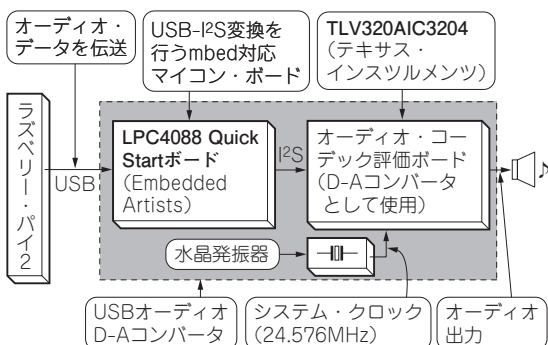 オーディオ・
データを伝送
USB-I²S変換を
行うmbed対応
マイコン・ボード
TLV320AIC3204
(テキサス・
インスツルメンツ)
ラズベリー・パイ2
USB
LPC4088 Quick
Startボード
(Embedded
Artists)
I²S
オーディオ・コー
デック評価ボード
(D-Aコンバータ
として使用)
水晶発振器
USBオーディオ
D-Aコンバータ
システム・クロック
(24.576MHz)
オーディオ
出力